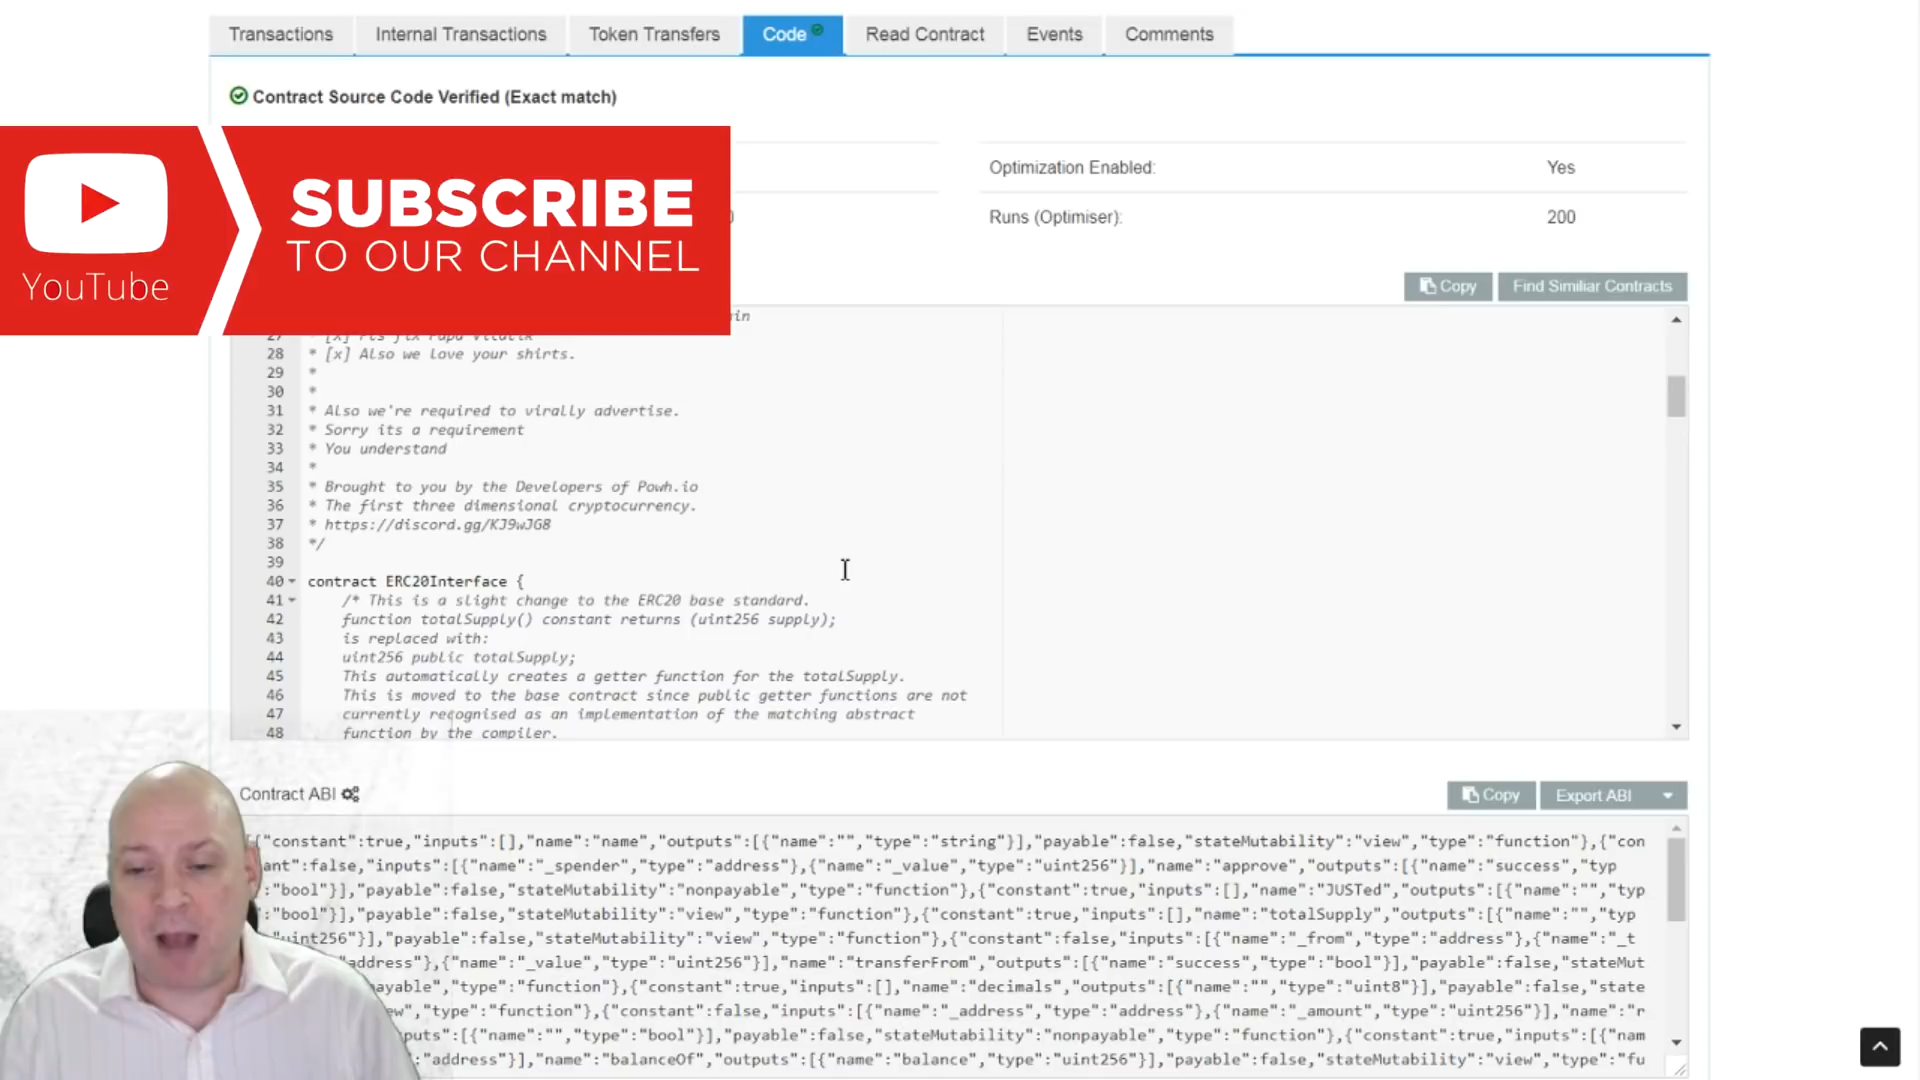 Transactions
Internal Transactions
Token Transfers
Code
Read Contract
Events
Comments
Contract Source Code Verified (Exact match)
Optimization Enabled:
Yes
Runs (Optimiser):
200
YouTube
SUBSCRIBE
TO OUR CHANNEL
Copy
Find Similiar Contracts
28 * [x] Also we love your shirts.
29 *
30 *
31 * Also we're required to virally advertise.
32 * Sorry its a requirement
33 * You understand
34 *
35 * Brought to you by the Developers of Powh.io
36 * The first three dimensional cryptocurrency.
37 * https://discord.gg/KJ9wJG8
38 */
39
40 contract ERC20Interface {
41 /* This is a slight change to the ERC20 base standard.
42 function totalSupply() constant returns (uint256 supply);
43 is replaced with:
44 uint256 public totalSupply;
45 This automatically creates a getter function for the totalSupply.
46 This is moved to the base contract since public getter functions are not
47 currently recognised as an implementation of the matching abstract
48 function by the compiler.
Contract ABI
Copy
Export ABI
[{"constant":true,"inputs":[],"name":"name","outputs":[{"name":"","type":"string"}],"payable":false,"stateMutability":"view","type":"function"},{"con
ant":false,"inputs":[{"name":"_spender","type":"address"},{"name":"_value","type":"uint256"}],"name":"approve","outputs":[{"name":"success","typ
:"bool"}],"payable":false,"stateMutability":"nonpayable","type":"function"},{"constant":true,"inputs":[],"name":"JUSTed","outputs":[{"name":"","typ
:"bool"}],"payable":false,"stateMutability":"view","type":"function"},{"constant":true,"inputs":[],"name":"totalSupply","outputs":[{"name":"","typ
"uint256"}],"payable":false,"stateMutability":"view","type":"function"},{"constant":false,"inputs":[{"name":"_from","type":"address"},{"name":"_t
address"},{"name":"_value","type":"uint256"}],"name":"transferFrom","outputs":[{"name":"success","type":"bool"}],"payable":false,"stateMut
ayable","type":"function"},{"constant":true,"inputs":[],"name":"decimals","outputs":[{"name":"","type":"uint8"}],"payable":false,"state
ew","type":"function"},{"constant":false,"inputs":[{"name":"_address","type":"address"},{"name":"_amount","type":"uint256"}],"name":"r
puts":[{"name":"","type":"bool"}],"payable":false,"stateMutability":"nonpayable","type":"function"},{"constant":true,"inputs":[{"nam
:"address"}],"name":"balanceOf","outputs":[{"name":"balance","type":"uint256"}],"payable":false,"stateMutability":"view","type":"fu